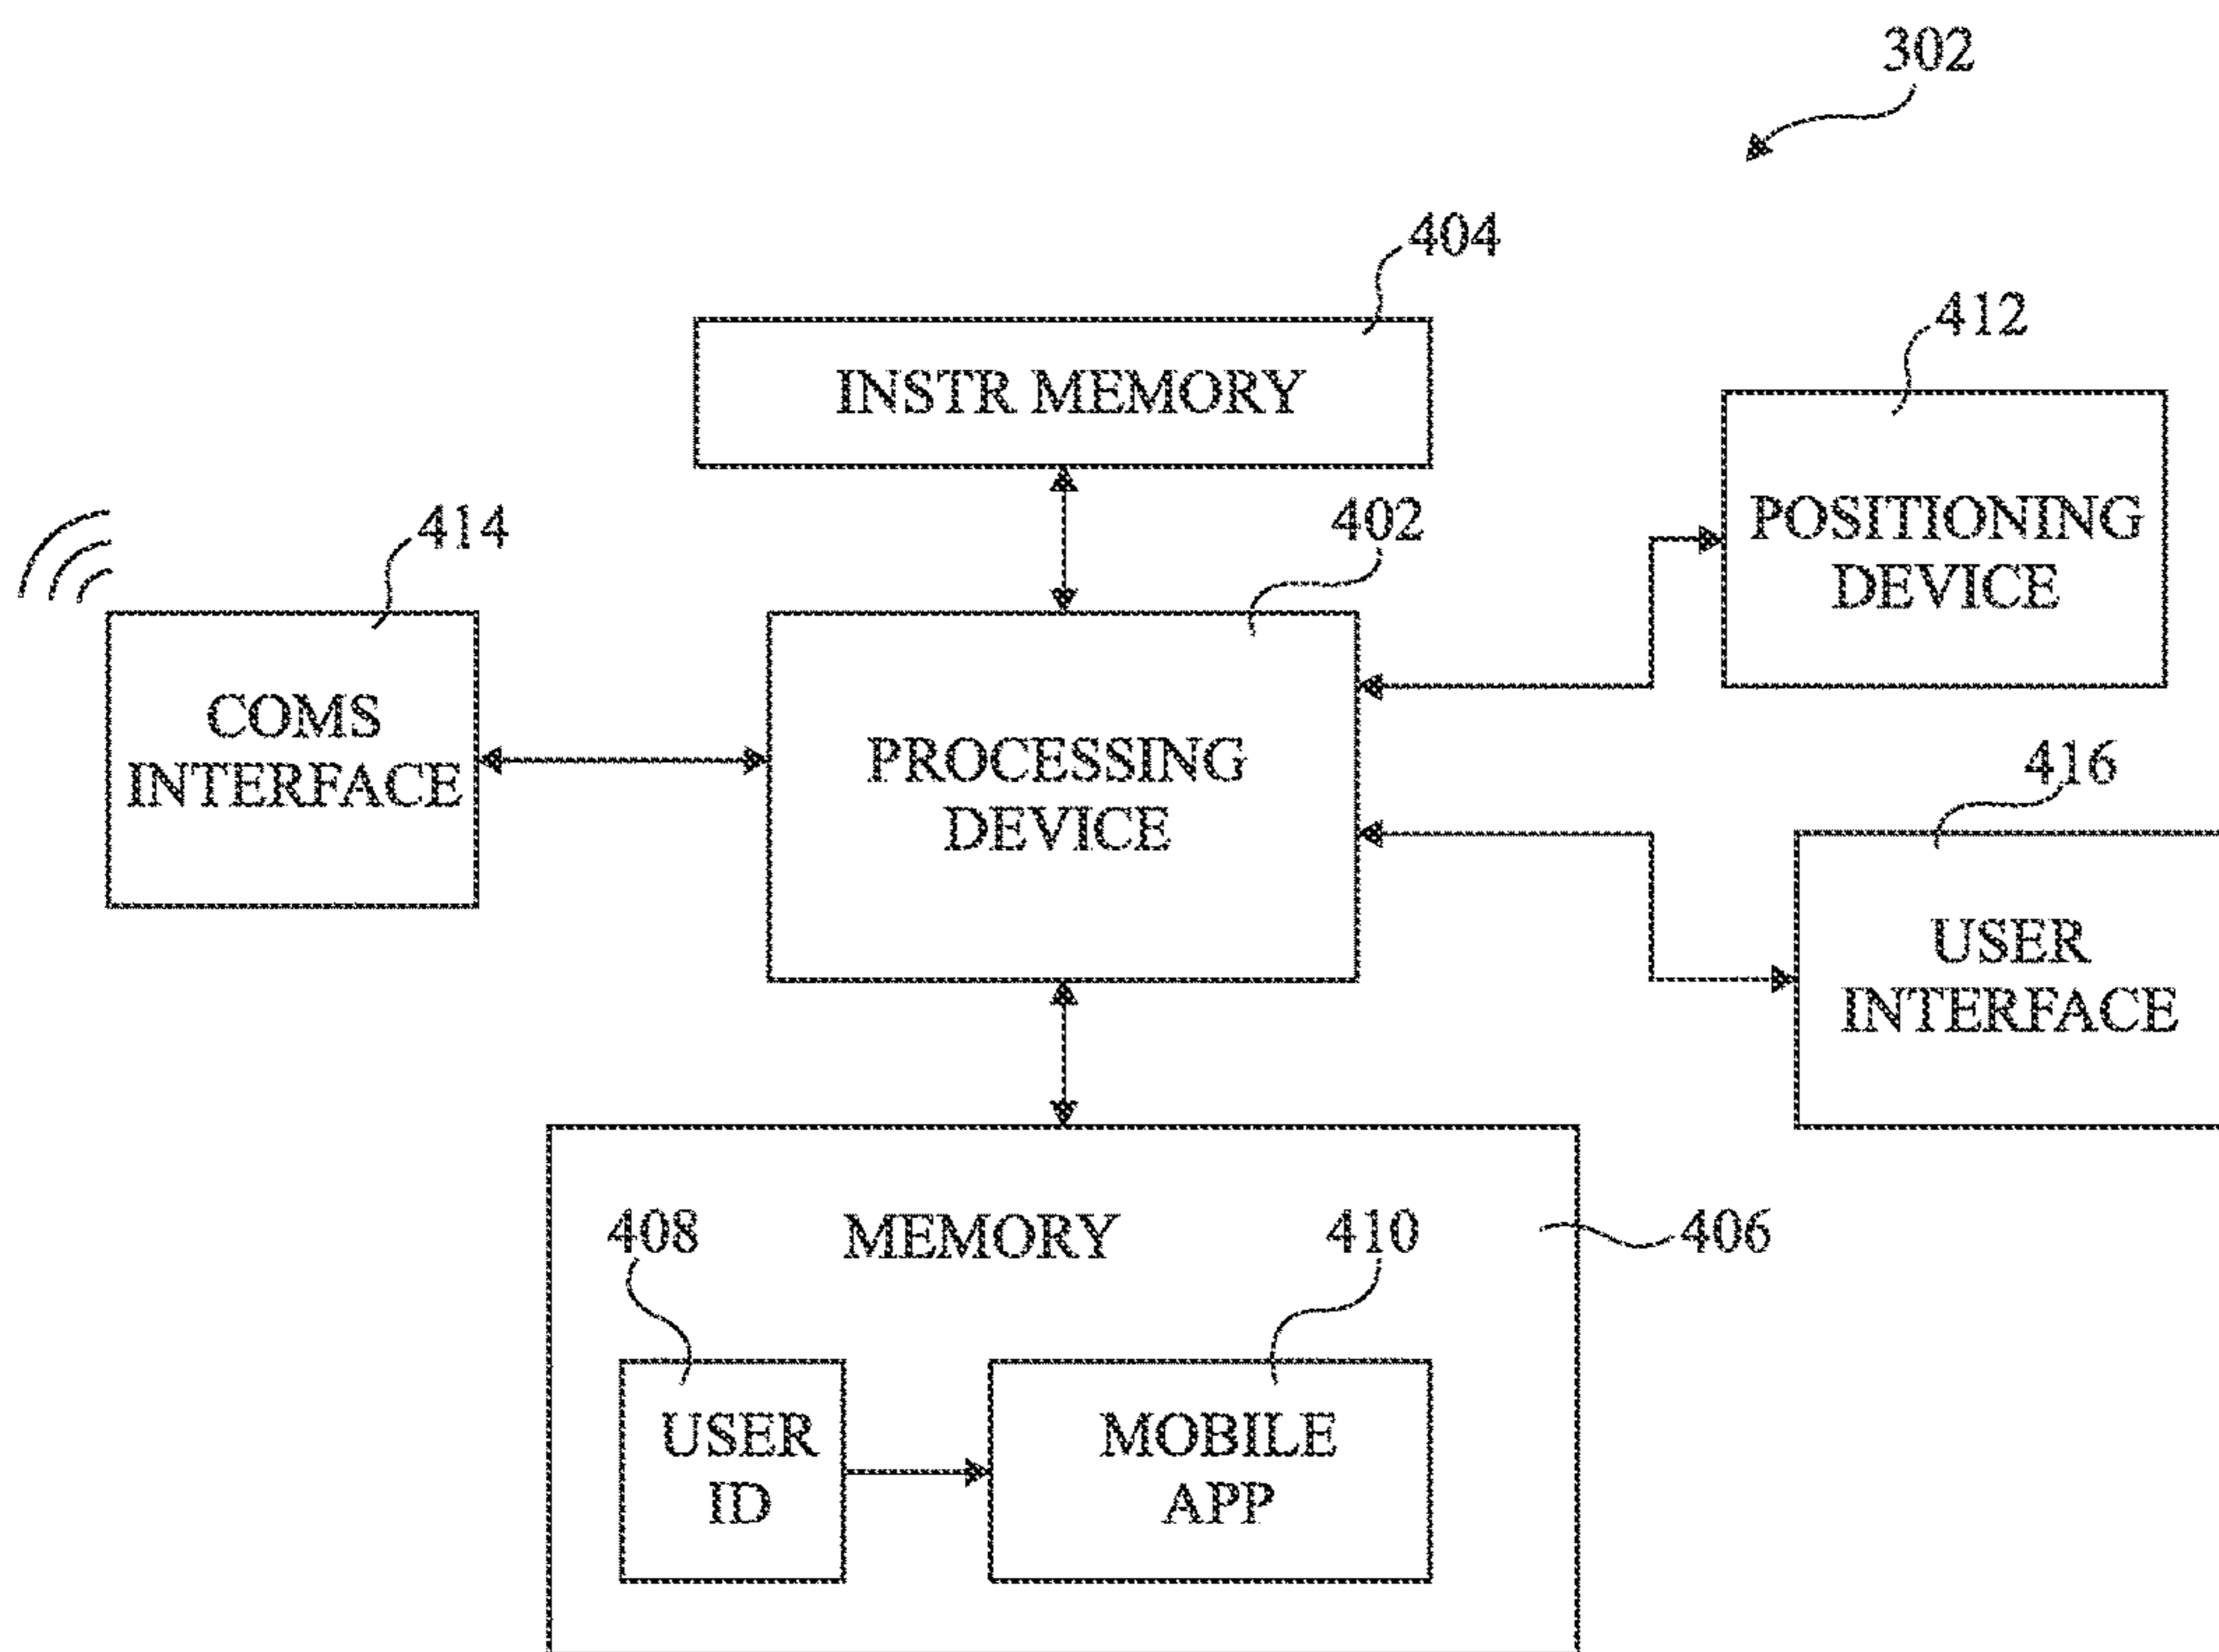 302
404
INSTR MEMORY
412
POSITIONING
DEVICE
414
COMS
INTERFACE
402
PROCESSING
DEVICE
416
USER
INTERFACE
MEMORY
406
408
USER
ID
410
MOBILE
APP